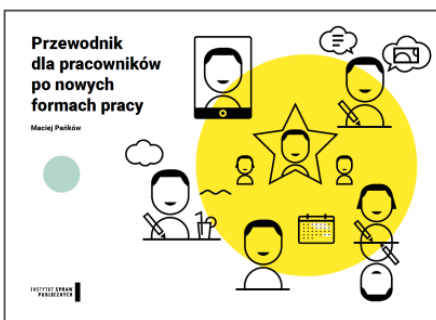 Przewodnik
dla pracowników
po nowych
formach pracy
Maciej Pańków
INSTYTUT SPRAW
PUBLICZNYCH